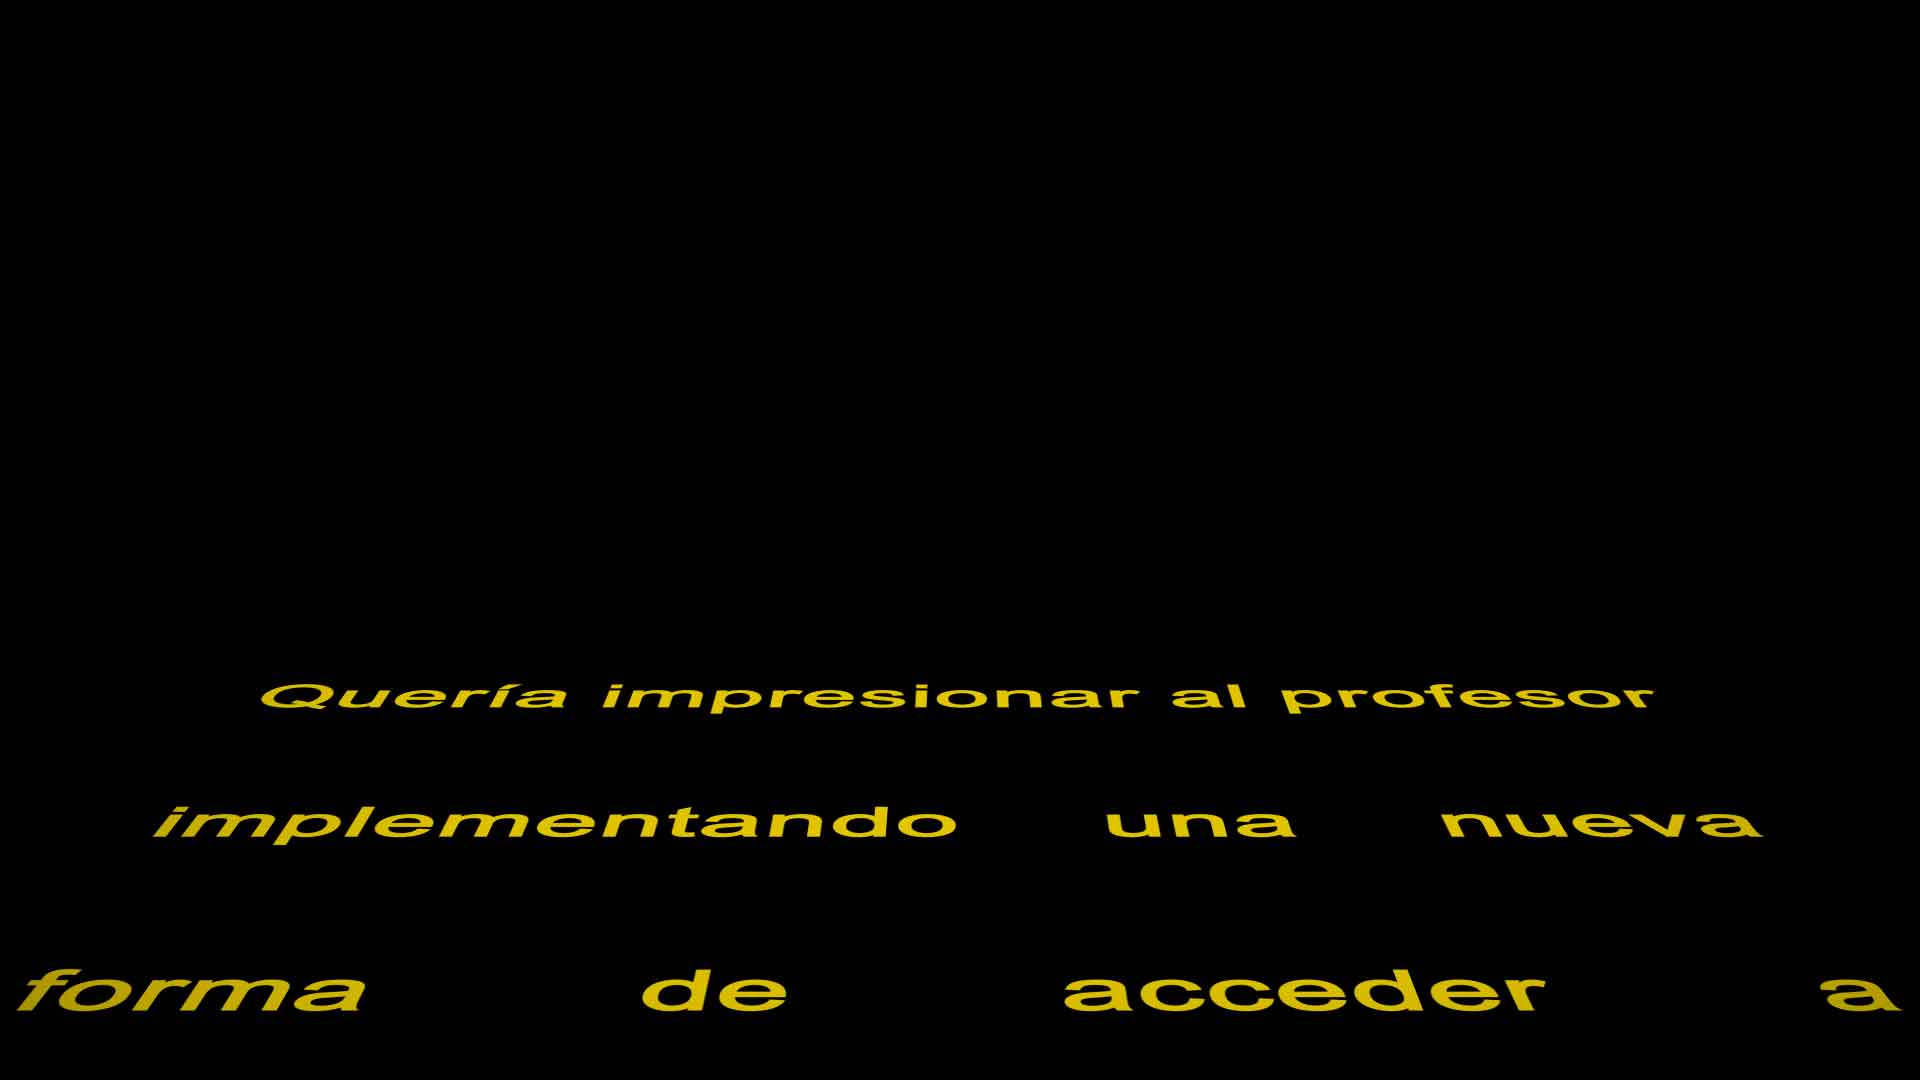 Quería impresionar al profesor
implementando una nueva
forma de acceder a